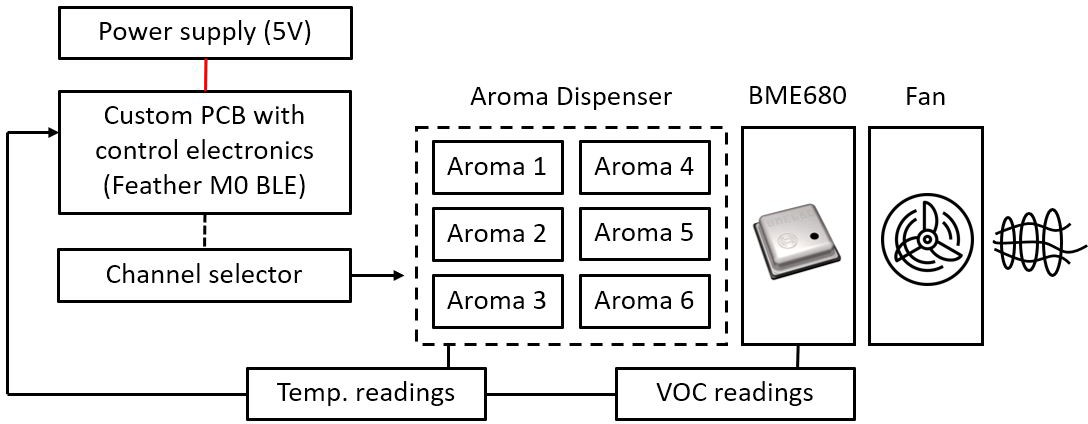 Power supply (5V)
Custom PCB with
control electronics
(Feather M0 BLE)
Channel selector
Aroma Dispenser
Aroma 1
Aroma 4
Aroma 2
Aroma 5
Aroma 3
Aroma 6
BME680
Fan
Temp. readings
VOC readings